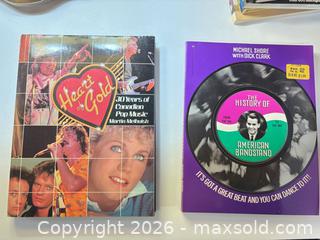 Heart
of Gold
30 Years of
Canadian
Pop Music
Martin Melhuish
MICHAEL SHORE
WITH DICK CLARK
THE
HISTORY OF
AMERICAN
BANDSTAND
IT'S GOT A GREAT BEAT AND YOU CAN DANCE TO IT!
Copyright 2026 - maxsold.com